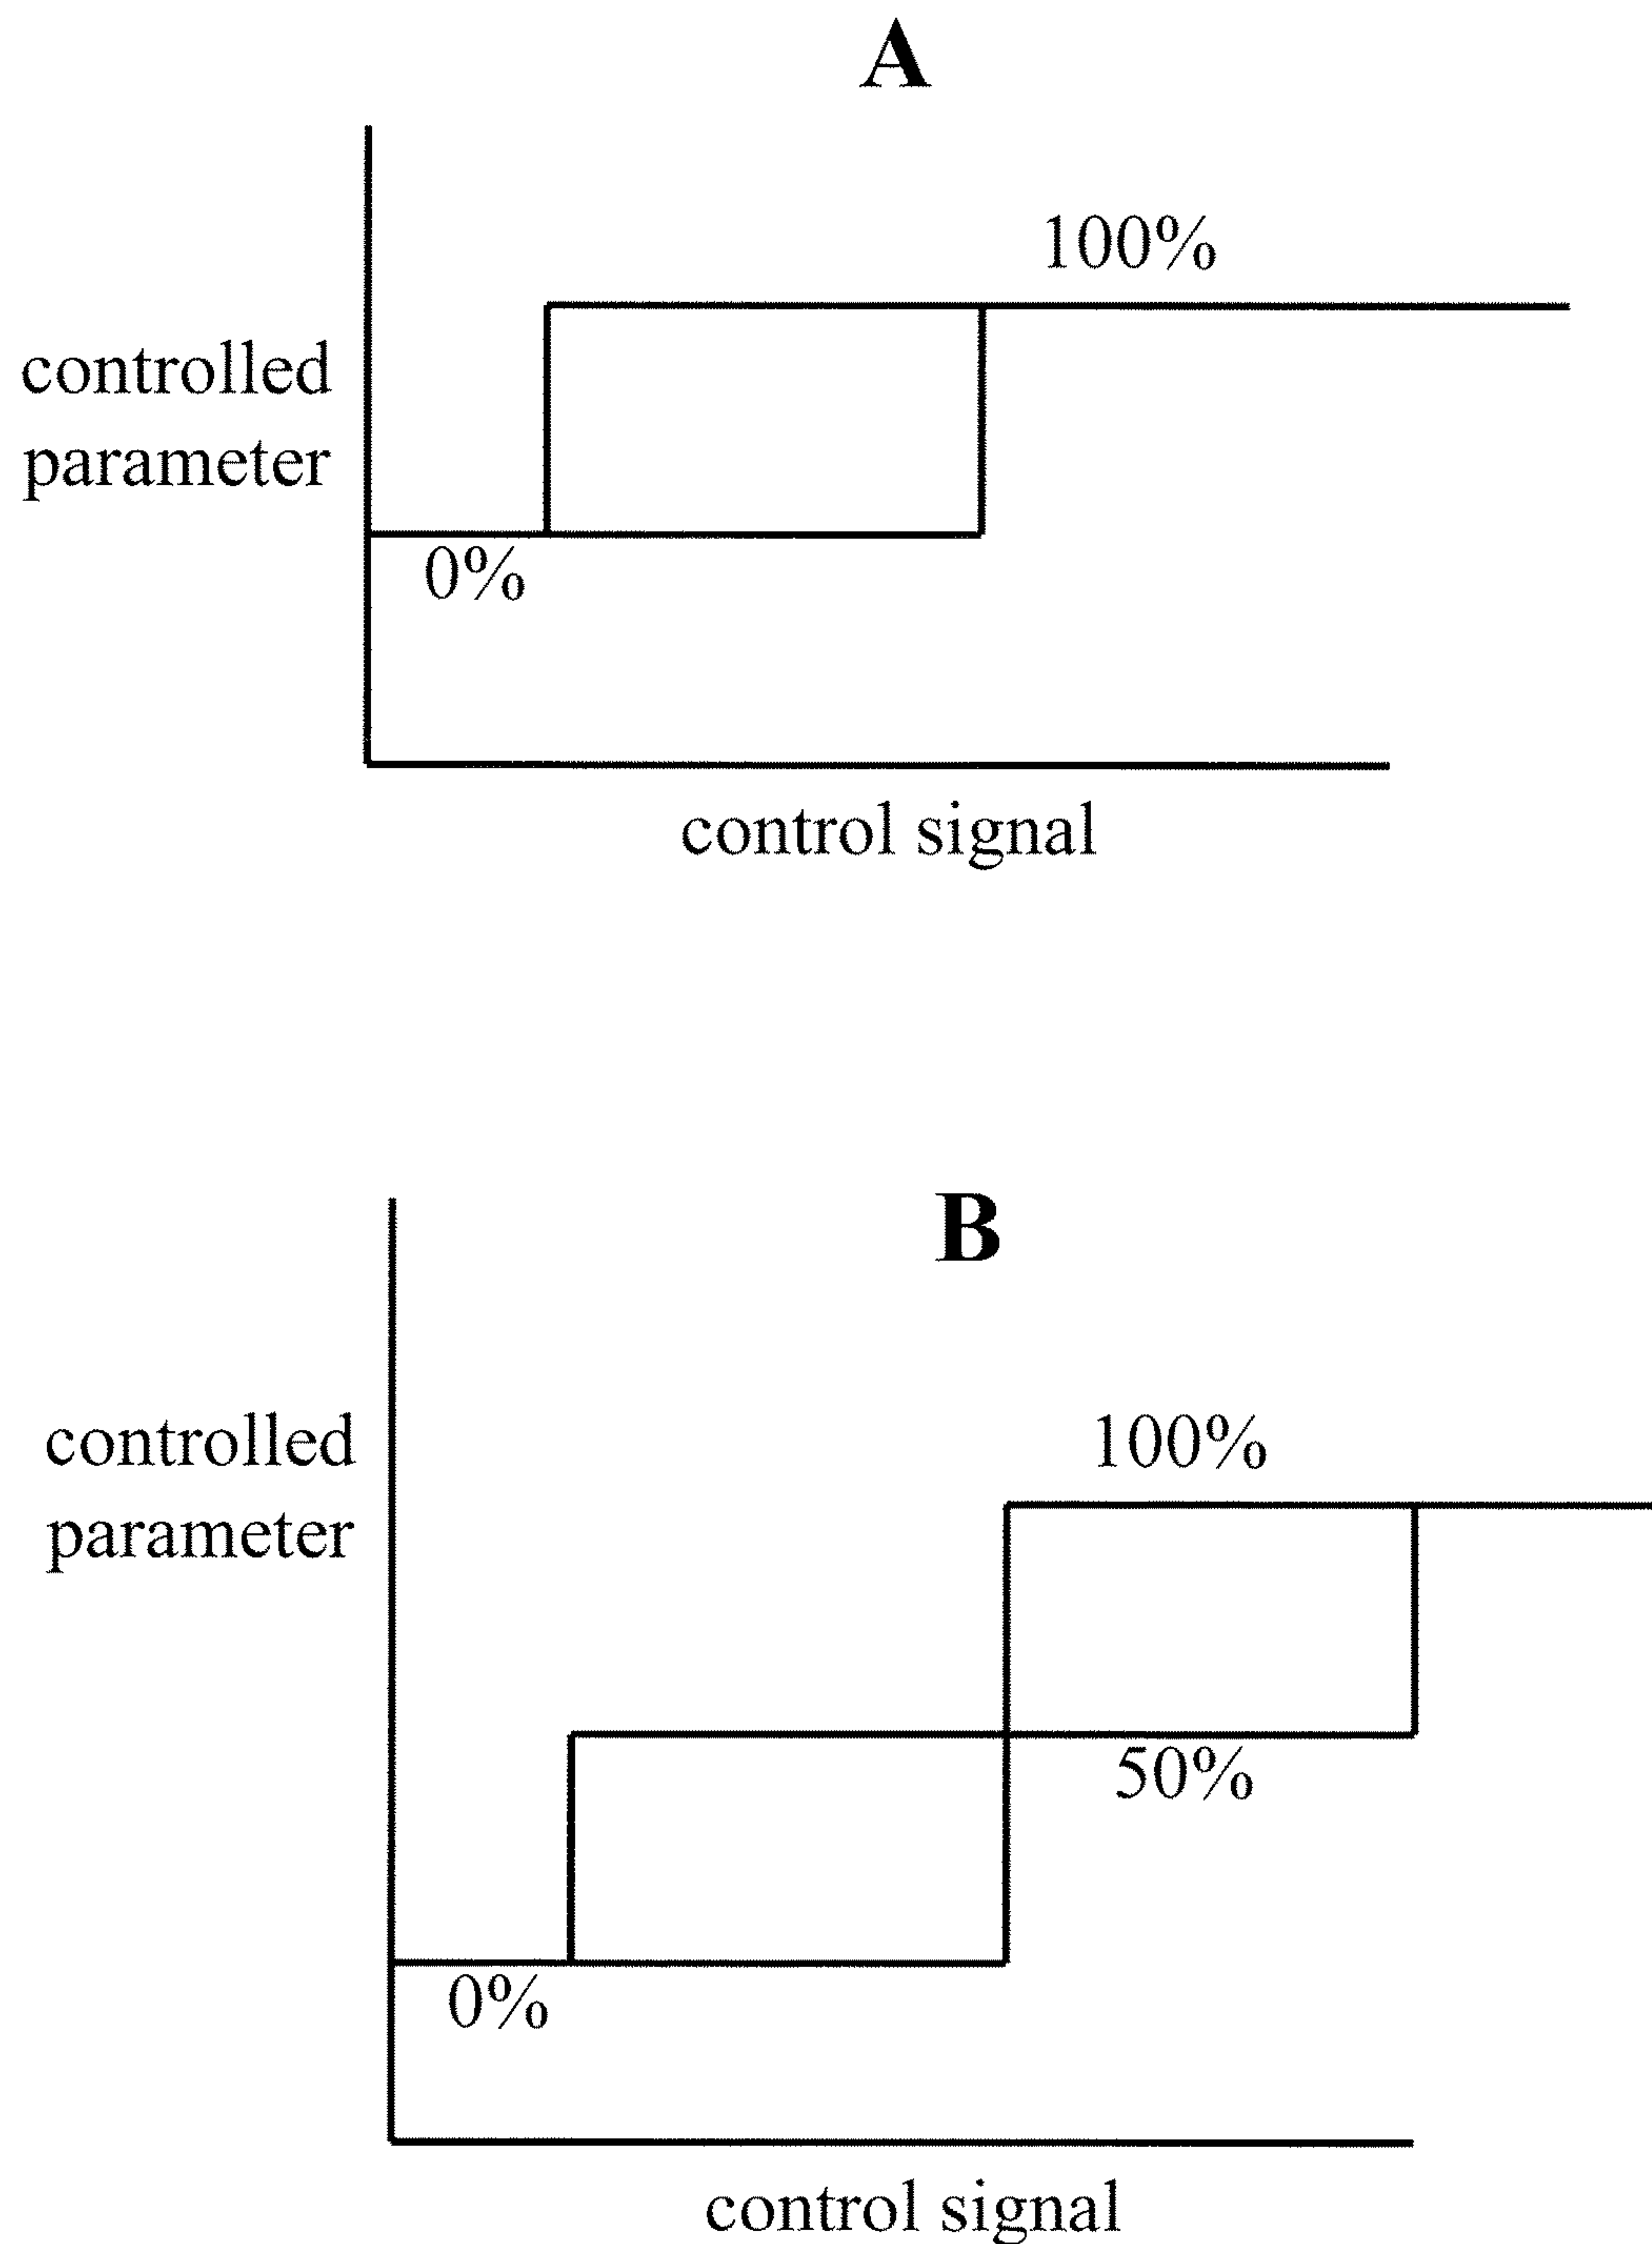 A
100%
controlled
parameter
0%
control signal
B
100%
controlled
parameter
50%
0%
control signal